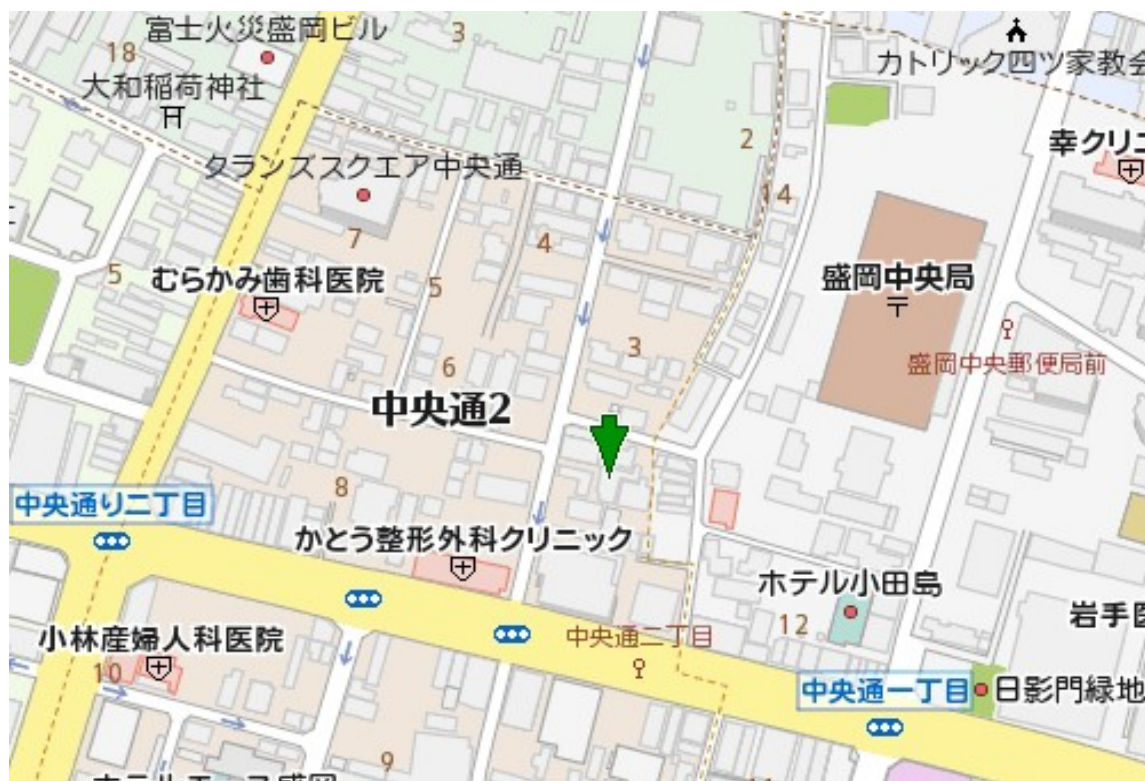 富士火災盛岡ビル
3
18
カトリック四ツ家教会
大和稲荷神社
2
幸クリニ
タランズスクエア中央通
14
7
4
5
むらかみ歯科医院
5
盛岡中央局
〒
3
盛岡中央郵便局前
6
中央通2
8
中央通り二丁目
かとう整形外科クリニック
ホテル小田島
12
岩手医
小林産婦人科医院
中央通二丁目
10
中央通一丁目
日影門緑地
9